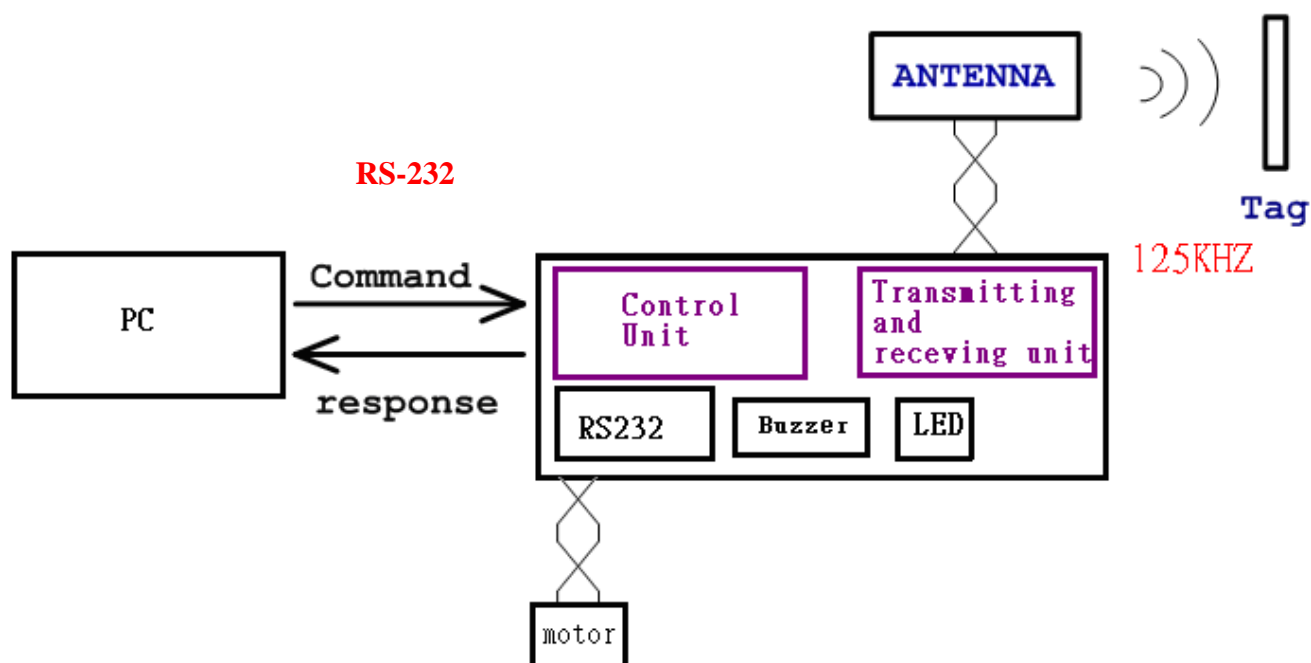 ANTENNA
RS-232
Tag
125KHZ
Command
PC
response
Control
Unit
Transmitting
and
receving unit
RS232
Buzzer
LED
motor